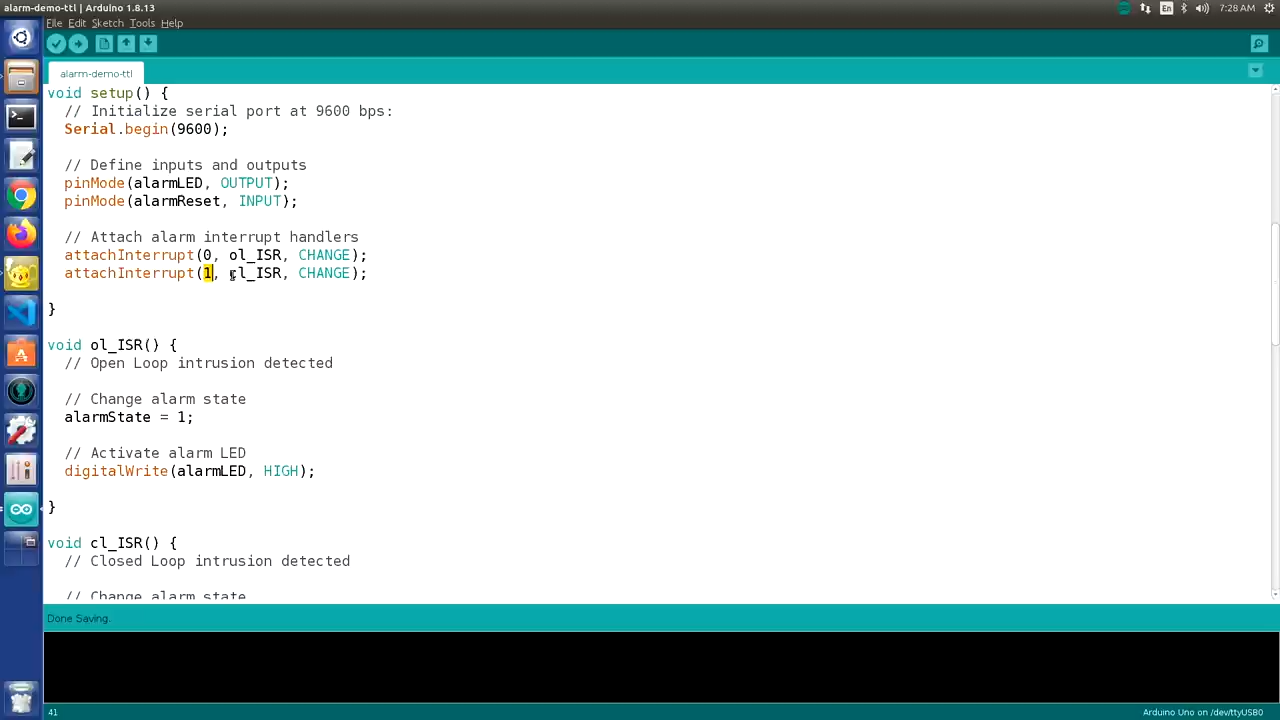 alarm-demo-ttl | Arduino 1.8.13
En
7:28 AM
File Edit Sketch Tools Help
alarm-demo-ttl
void setup() {
// Initialize serial port at 9600 bps:
Serial.begin(9600);
// Define inputs and outputs
pinMode(alarmLED, OUTPUT);
pinMode(alarmReset, INPUT);
// Attach alarm interrupt handlers
attachInterrupt(0, ol_ISR, CHANGE);
attachInterrupt(1, cl_ISR, CHANGE);
}
void ol_ISR() {
// Open Loop intrusion detected
// Change alarm state
alarmState = 1;
// Activate alarm LED
digitalWrite(alarmLED, HIGH);
}
void cl_ISR() {
// Closed Loop intrusion detected
// Change alarm state
Done Saving.
41
Arduino Uno on /dev/ttyUSB0